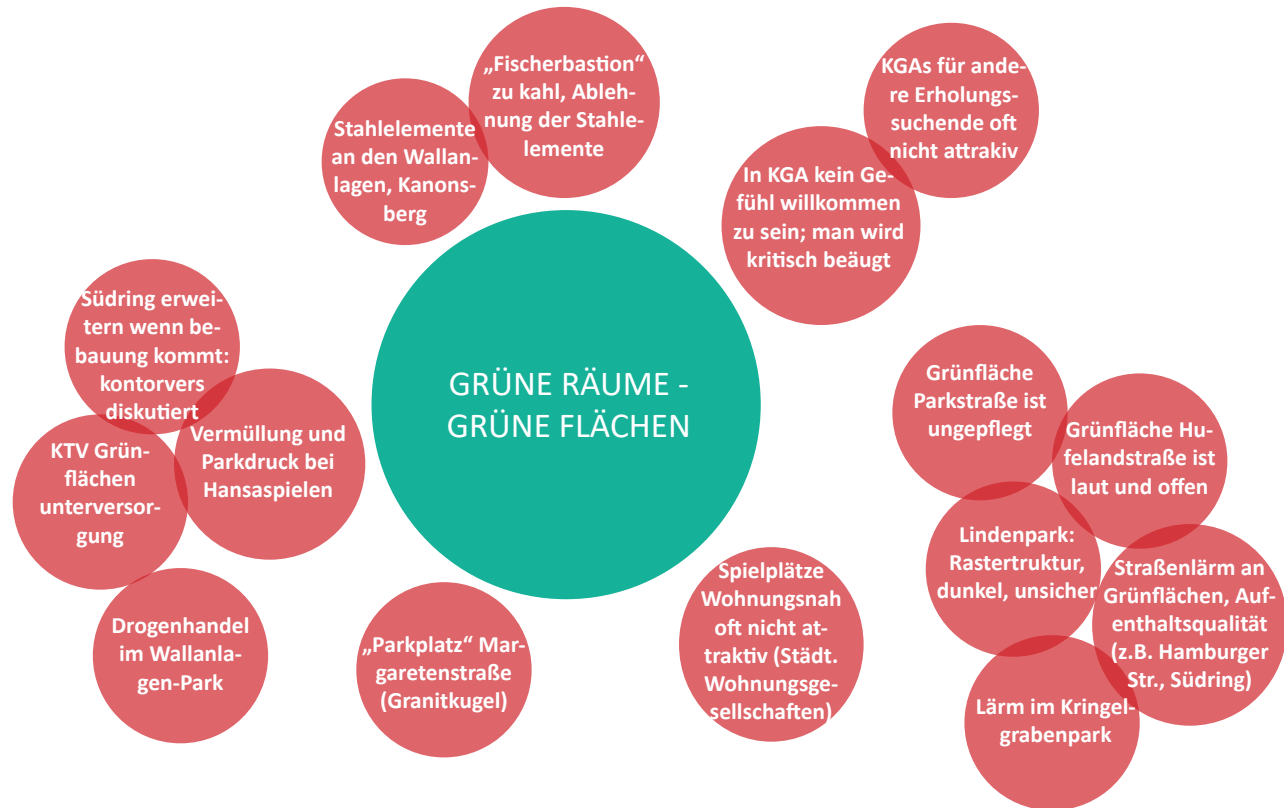 „Fischerbastion“
zu kahl, Ableh-
nung der Stahle-
lemente
Stahlelemente
an den Wallan-
lagen, Kanons-
berg
KGAs für ande-
re Erholungs-
suchende oft
nicht attrakiv
In KGA kein Ge-
fühl willkommen
zu sein; man wird
kritisch beäugt
Südring erwei-
tern wenn be-
bauung kommt:
kontorvers
diskutiert
Vermüllung und
Parkdruck bei
Hansaspielen
KTV Grün-
flächen
unterversor-
gung
Drogenhandel
im Wallanla-
gen-Park
GRÜNE RÄUME -
GRÜNE FLÄCHEN
„Parkplatz“ Mar-
garetenstraße
(Granitkugel)
Spielplätze
Wohnungsnah
oft nicht at-
traktiv (Städt.
Wohnungsge-
sellschaften)
Grünfläche
Parkstraße ist
ungepflegt
Grünfläche Hu-
felandstraße ist
laut und offen
Lindenpark:
Rastertruktur,
dunkel, unsicher
Straßenlärm an
Grünflächen, Auf-
enthaltsqualität
(z.B. Hamburger
Str., Südring)
Lärm im Kringel-
grabenpark